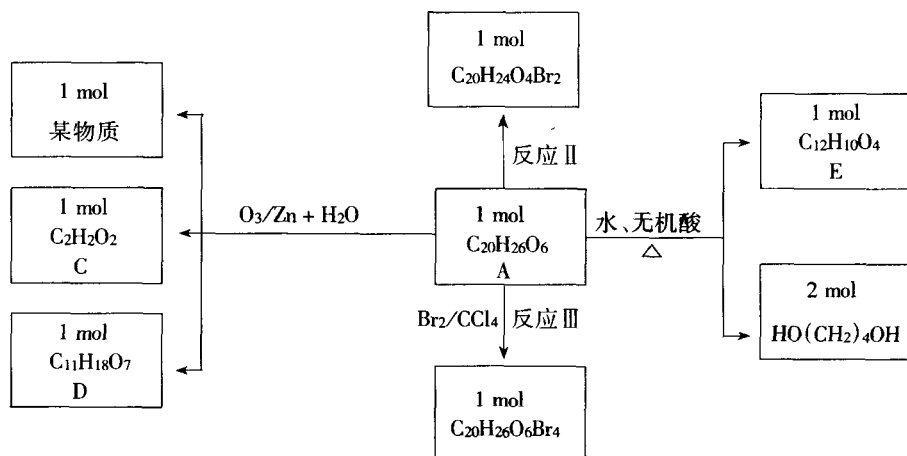 1 mol
C₂₀H₂₄O₄Br₂
1 mol
某物质
反应Ⅱ
1 mol
C₁₂H₁₀O₄
E
1 mol
C₂H₂O₂
C
O₃/Zn + H₂O
1 mol
C₂₀H₂₆O₆
A
水、无机酸
△
1 mol
C₁₁H₁₈O₇
D
Br₂/CCl₄ 反应Ⅲ
2 mol
HO(CH₂)₄OH
1 mol
C₂₀H₂₆O₆Br₄